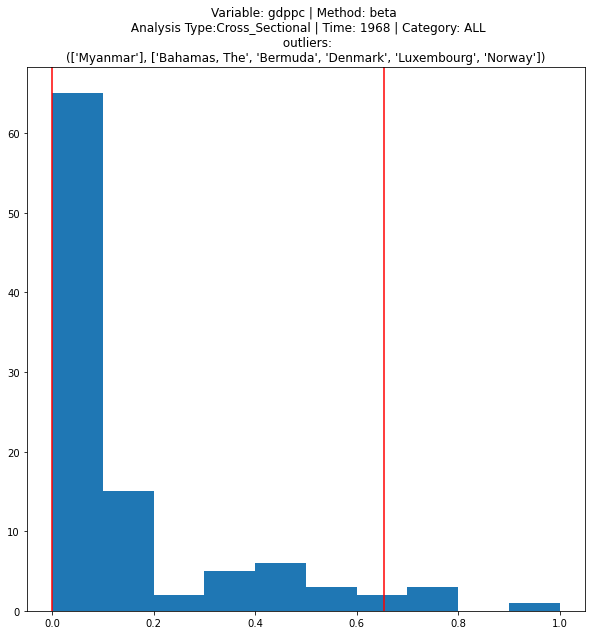 Variable: gdppc | Method: beta
Analysis Type:Cross_Sectional | Time: 1968 | Category: ALL
outliers:
(['Myanmar'], ['Bahamas, The', 'Bermuda', 'Denmark', 'Luxembourg', 'Norway'])
60
50
40
30
20
10
0
0.0 0.2 0.4 0.6 0.8 1.0